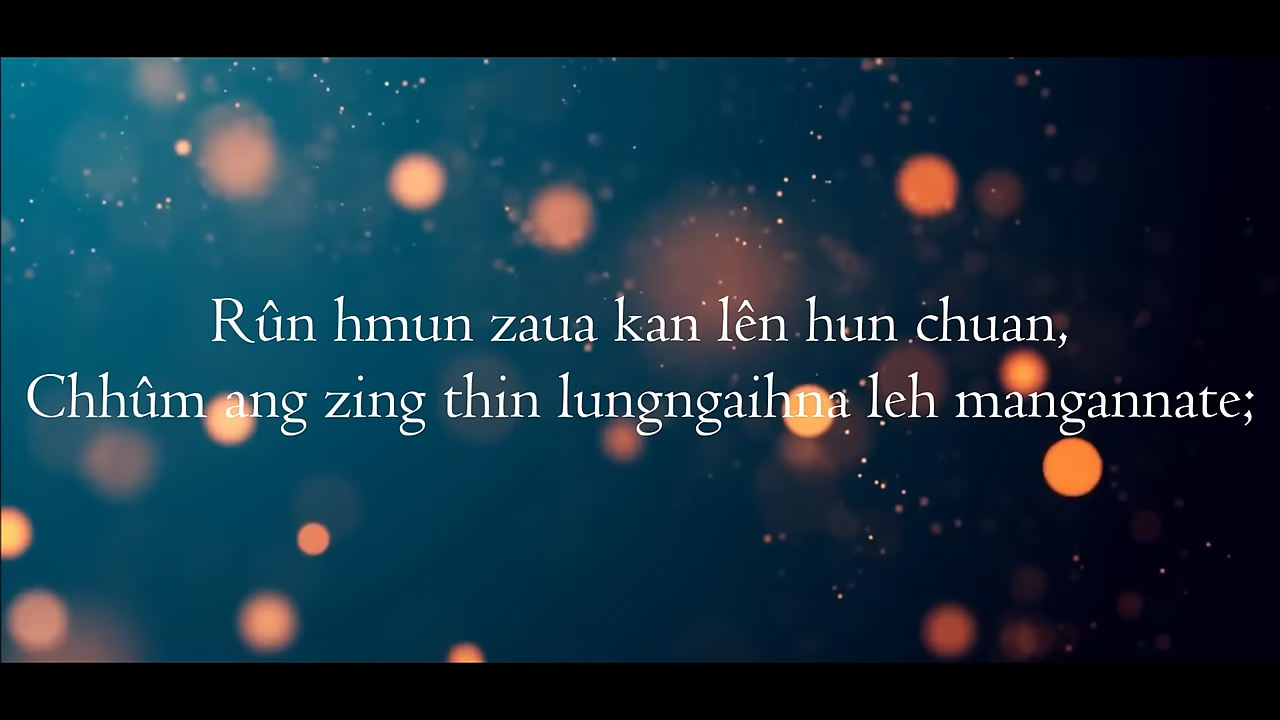 Rûn hmun zaua kan lên hun chuan,
Chhûm ang zing thin lungngaihna leh mangannate;